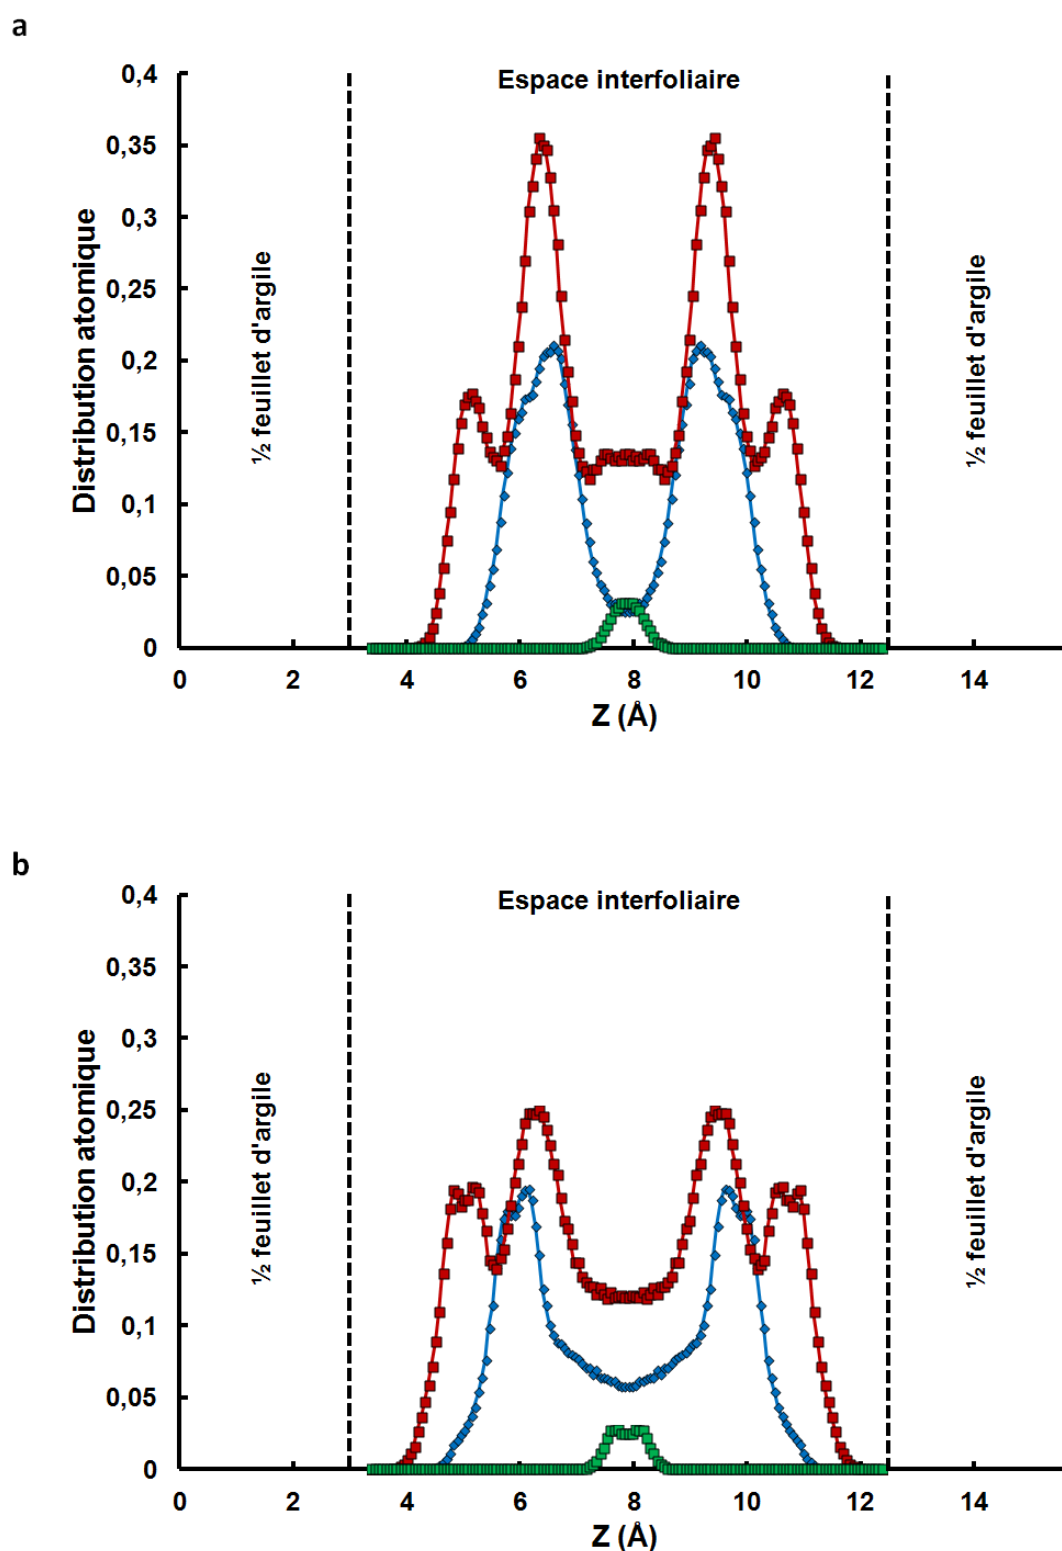 a
Espace interfoliaire
0,4
0,35
0,3
0,25
0,2
0,15
0,1
0,05
0
Distribution atomique
½ feuillet d'argile
½ feuillet d'argile
0 2 4 6 8 10 12 14
Z (Å)
b
Espace interfoliaire
0,4
0,35
0,3
0,25
0,2
0,15
0,1
0,05
0
Distribution atomique
½ feuillet d'argile
½ feuillet d'argile
0 2 4 6 8 10 12 14
Z (Å)